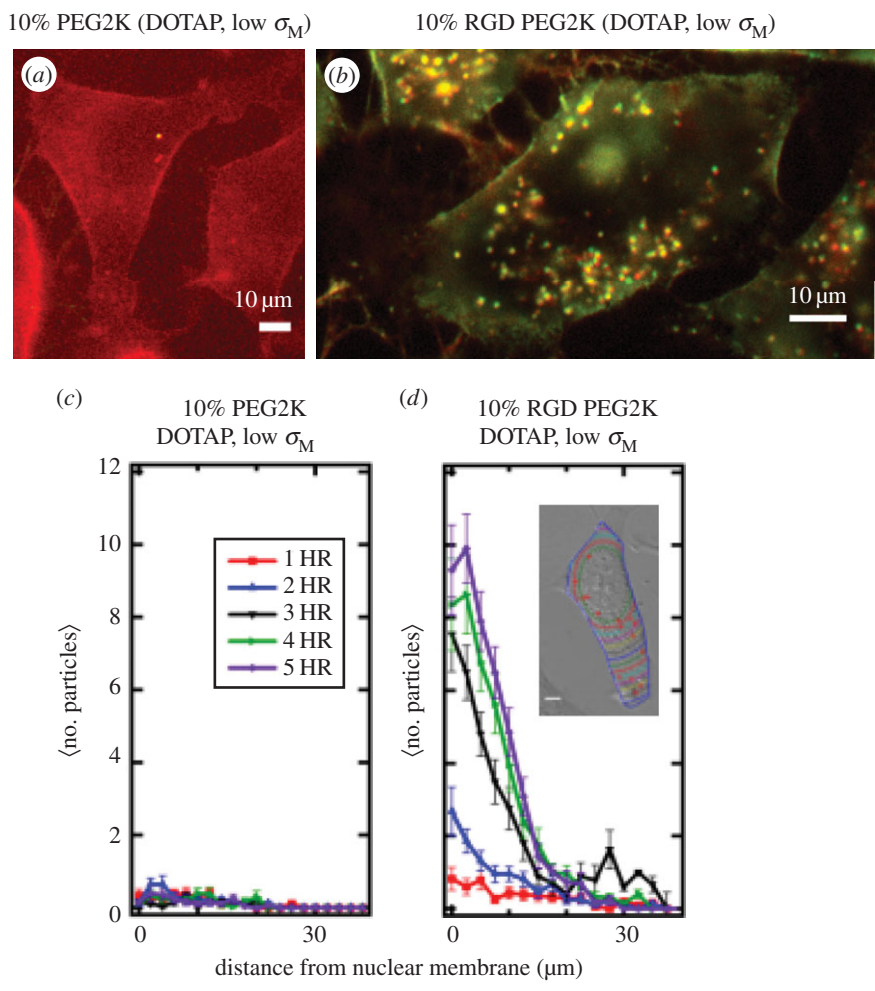 10% PEG2K (DOTAP, low σM)
10% RGD PEG2K (DOTAP, low σM)
(a)
(b)
10 µm
10 µm
(c)
10% PEG2K
DOTAP, low σM
(d)
10% RGD PEG2K
DOTAP, low σM
12
10
8
6
4
2
0
⟨no. particles⟩
1 HR
2 HR
3 HR
4 HR
5 HR
⟨no. particles⟩
0
30
0
30
distance from nuclear membrane (µm)